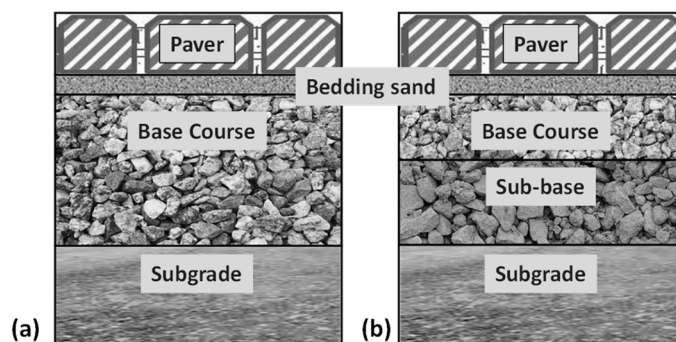 Paver
Paver
Bedding sand
Base Course
Base Course
Sub-base
Subgrade
Subgrade
(a)
(b)